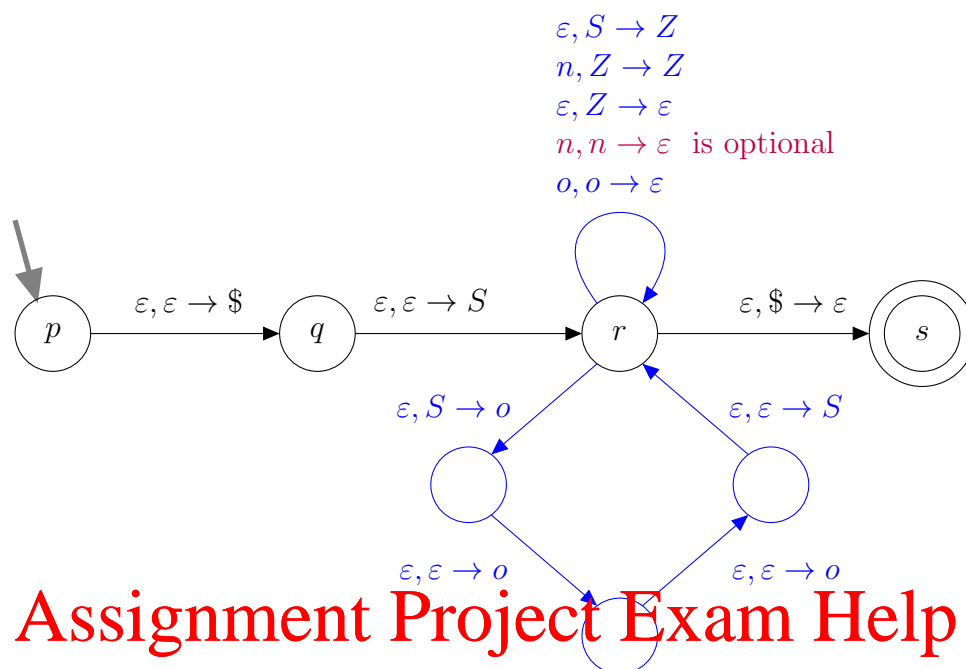 ε, S → Z
n, Z → Z
ε, Z → ε
n, n → ε is optional
o, o → ε
ε, ε → $
ε, ε → S
ε, $ → ε
p
q
r
s
ε, S → o
ε, ε → S
ε, ε → o
ε, ε → o
Assignment Project Exam Help